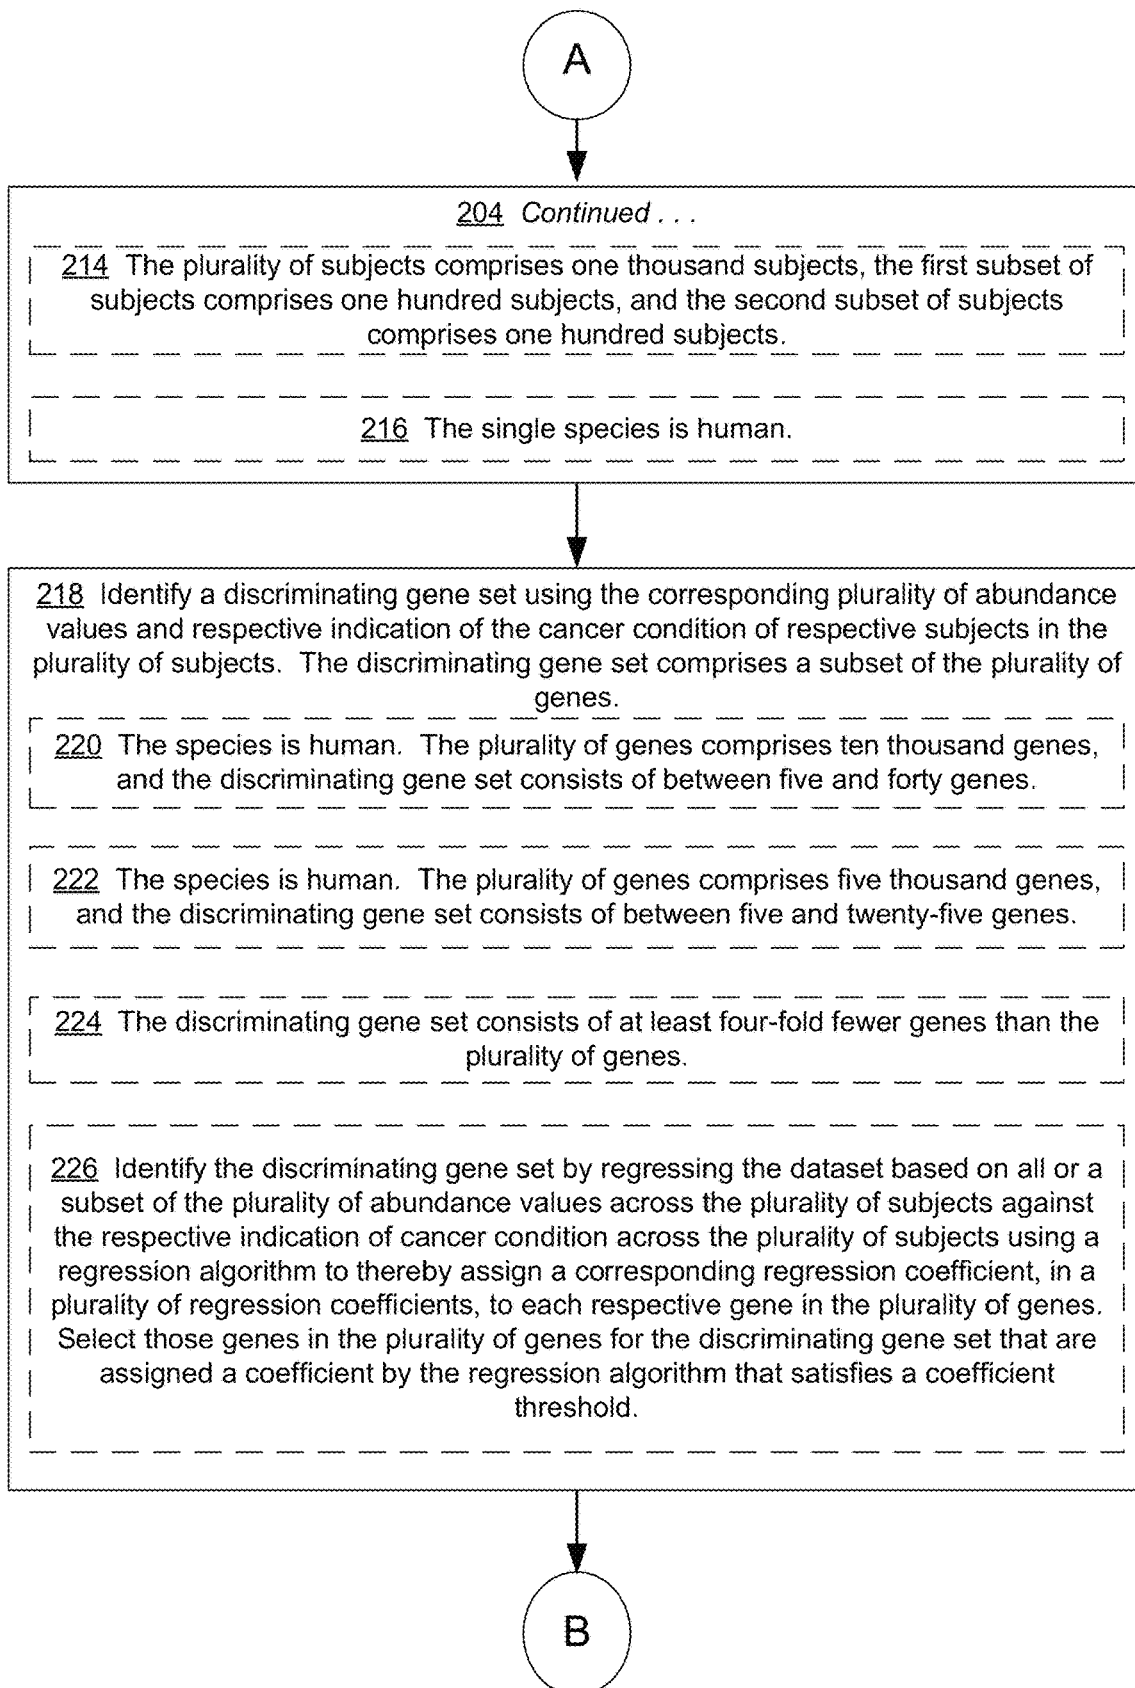 A
204 Continued . . .
214 The plurality of subjects comprises one thousand subjects, the first subset of
subjects comprises one hundred subjects, and the second subset of subjects
comprises one hundred subjects.
216 The single species is human.
218 Identify a discriminating gene set using the corresponding plurality of abundance
values and respective indication of the cancer condition of respective subjects in the
plurality of subjects. The discriminating gene set comprises a subset of the plurality of
genes.
220 The species is human. The plurality of genes comprises ten thousand genes,
and the discriminating gene set consists of between five and forty genes.
222 The species is human. The plurality of genes comprises five thousand genes,
and the discriminating gene set consists of between five and twenty-five genes.
224 The discriminating gene set consists of at least four-fold fewer genes than the
plurality of genes.
226 Identify the discriminating gene set by regressing the dataset based on all or a
subset of the plurality of abundance values across the plurality of subjects against
the respective indication of cancer condition across the plurality of subjects using a
regression algorithm to thereby assign a corresponding regression coefficient, in a
plurality of regression coefficients, to each respective gene in the plurality of genes.
Select those genes in the plurality of genes for the discriminating gene set that are
assigned a coefficient by the regression algorithm that satisfies a coefficient
threshold.
B